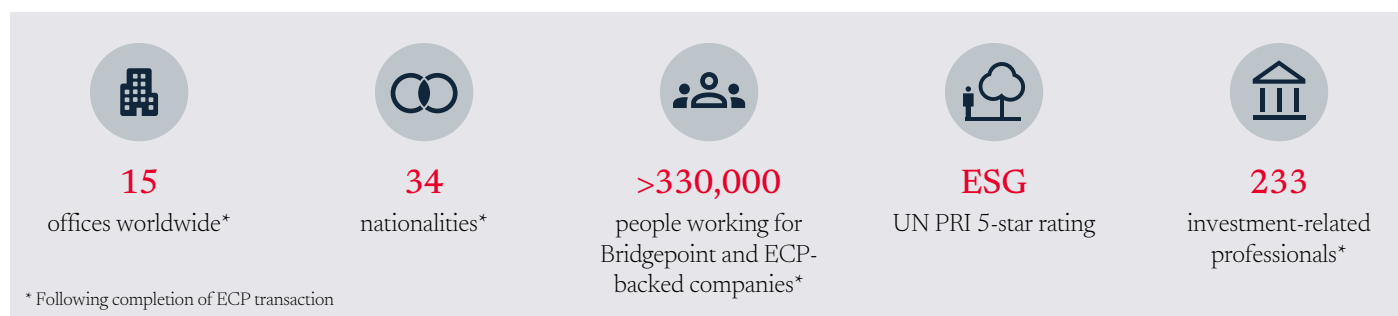 15
offices worldwide*
34
nationalities*
>330,000
people working for
Bridgepoint and ECP-
backed companies*
ESG
UN PRI 5-star rating
233
investment-related
professionals*
* Following completion of ECP transaction